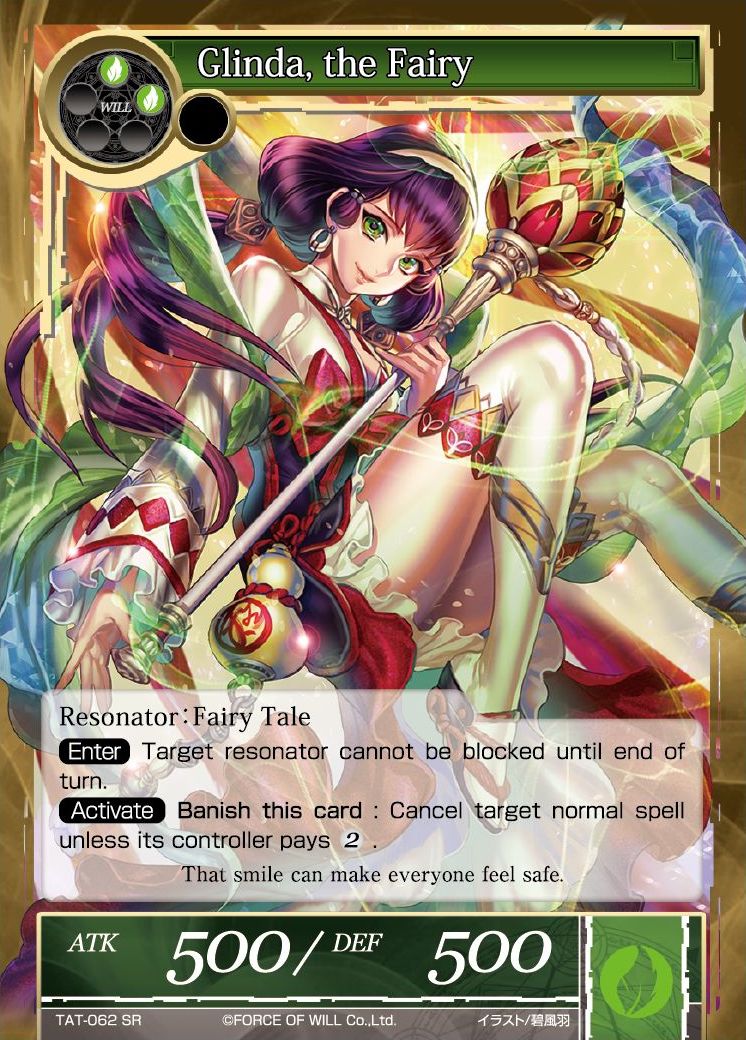 Glinda, the Fairy
WILL
Resonator:Fairy Tale
Enter Target resonator cannot be blocked until end of
turn.
Activate Banish this card : Cancel target normal spell
unless its controller pays 2 .
That smile can make everyone feel safe.
ATK 500/ DEF 500
TAT-062 SR ©FORCE OF WILL Co.,Ltd. イラスト/碧風羽